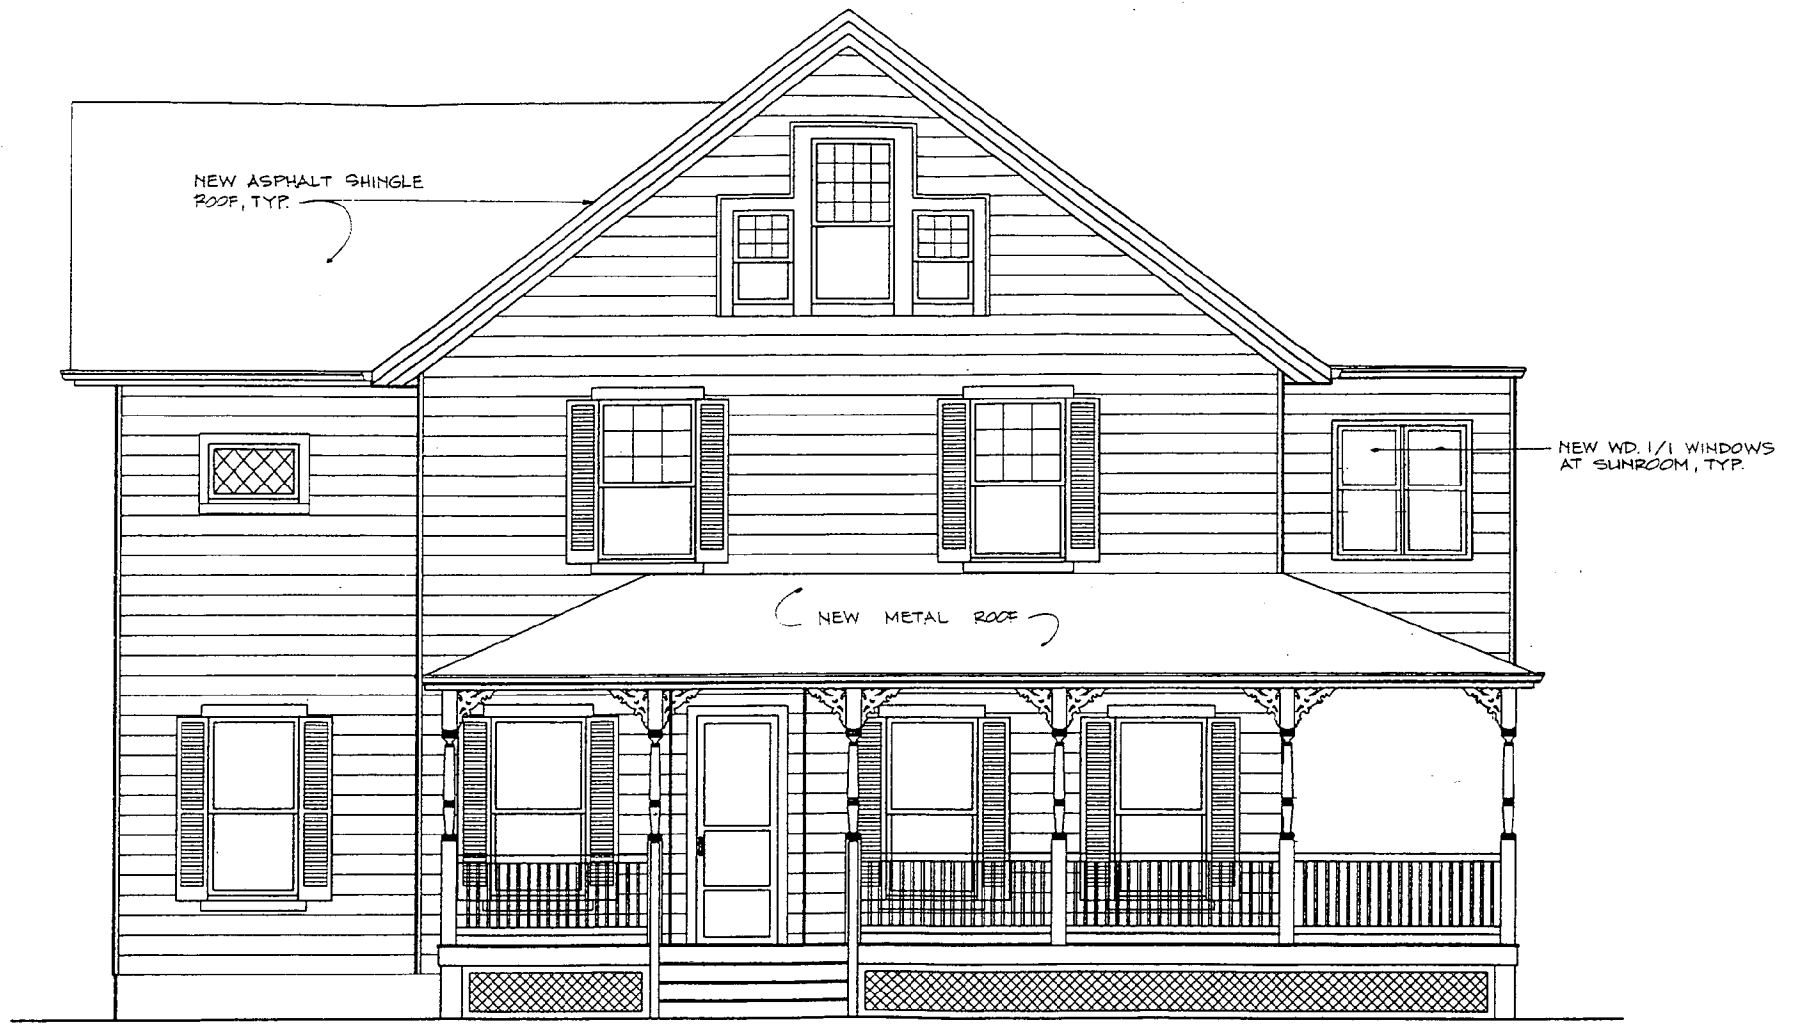 NEW ASPHALT SHINGLE
ROOF, TYP.
NEW WD. 1/1 WINDOWS
AT SUNROOM, TYP.
NEW METAL ROOF